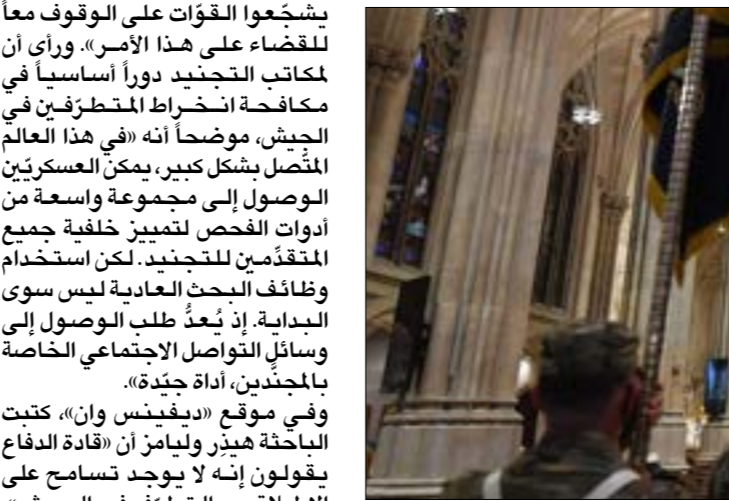 يشجّعوا القوّات على الوقوف معاً
للقضاء على هذا الأمر». ورأى أن
لمكاتب التجنيد دوراً أساسياً في
مكافحة انخراط المتطرّفين في
الجيش، موضحاً أنه «في هذا العالم
المتّصل بشكل كبير، يمكن العسكريّين
الوصول إلى مجموعة واسعة من
أدوات الفحص لتمييز خلفية جميع
المتقدِّمين للتجنيد. لكن استخدام
وظائف البحث العادية ليس سوى
البداية. إذ يُعدُّ طلب الوصول إلى
وسائل التواصل الاجتماعي الخاصة
بالمجنَّدين، أداة جيّدة».
وفي موقع «ديفينس وان»، كتبت
الباحثة هيذِر وليامز أن «قادة الدفاع
يقولون إنه لا يوجد تسامح على